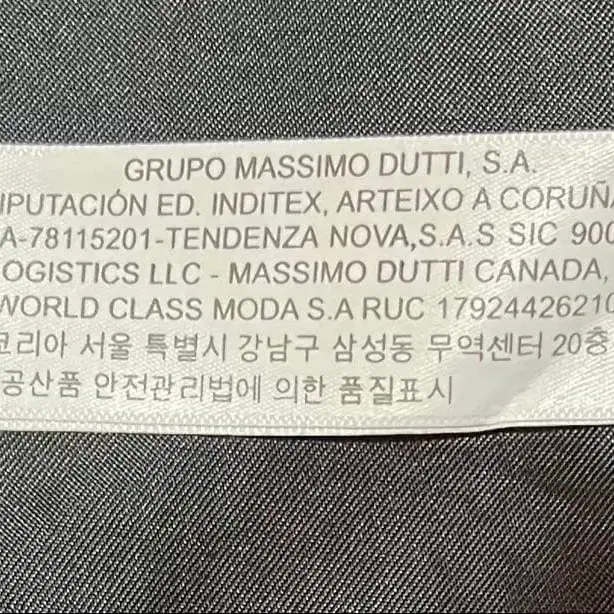 GRUPO MASSIMO DUTTI, S.A.
IPUTACIÓN ED. INDITEX, ARTEIXO A CORUÑA
A-78115201-TENDENZA NOVA,S.A.S SIC 900
OGISTICS LLC - MASSIMO DUTTI CANADA,
WORLD CLASS MODA S.A RUC 17924426210
코리아 서울 특별시 강남구 삼성동 무역센터 20층
공산품 안전관리법에 의한 품질표시